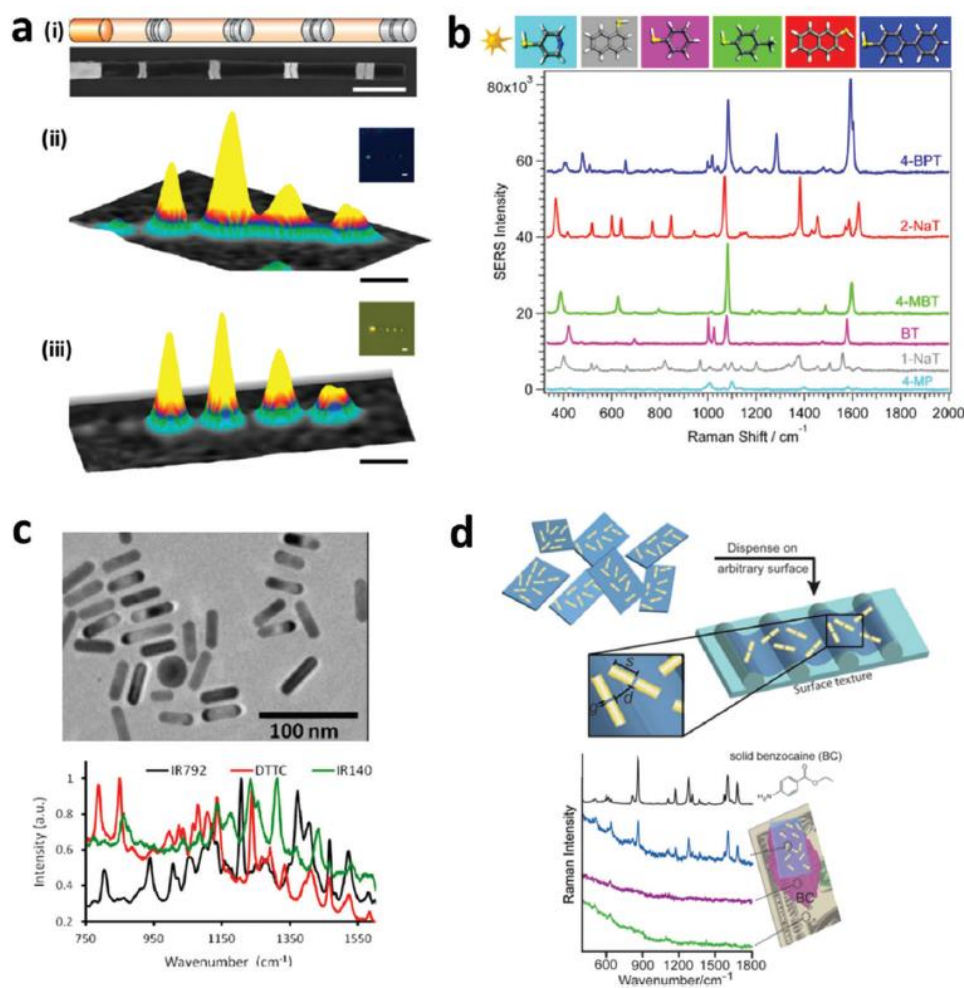 a
(i)
(ii)
(iii)
b
80x10³
60
40
20
0
SERS Intensity
4-BPT
2-NaT
4-MBT
BT
1-NaT
4-MP
400
600
800
1000
1200
1400
1600
1800
2000
Raman Shift / cm⁻¹
c
100 nm
IR792
DTTC
IR140
1
0.8
0.6
0.4
0.2
Intensity (a.u.)
750
950
1150
1350
1550
Wavenumber (cm⁻¹)
d
Dispense on
arbitrary surface
s
g
d
Surface texture
solid benzocaine (BC)
H₂N
O
O
BC
Raman Intensity
600
900
1200
1500
1800
Wavenumber/cm⁻¹